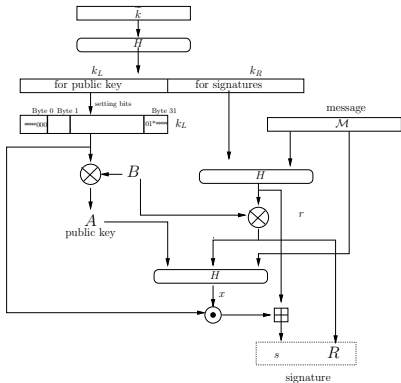 k
H
k_L k_R
for public key for signatures
setting bits
Byte 0 Byte 1 Byte 31
k_L
message
M
B
H
r
A
public key
H
x
s R
signature